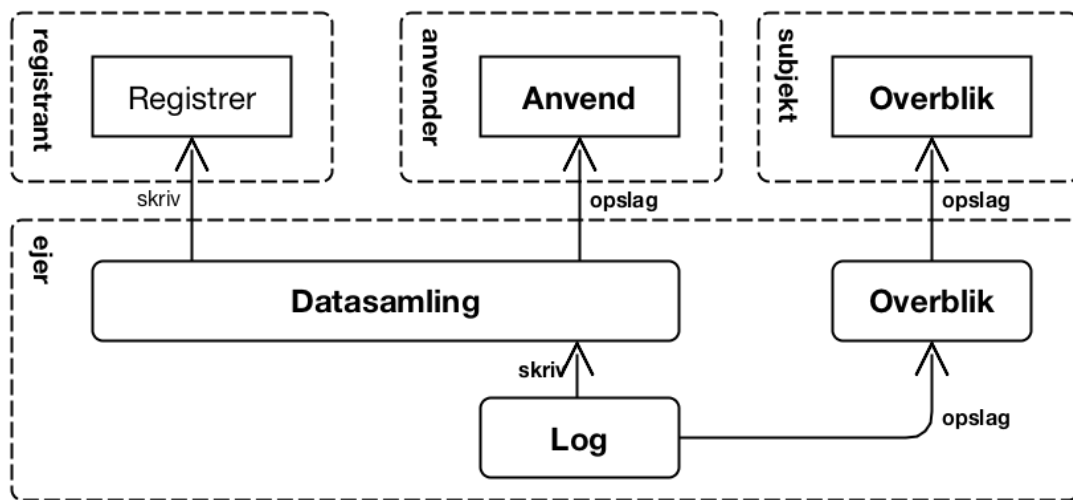 registrant
Registrer
anvender
Anvend
subjekt
Overblik
skriv
opslag
opslag
ejer
Datasamling
Overblik
skriv
Log
opslag